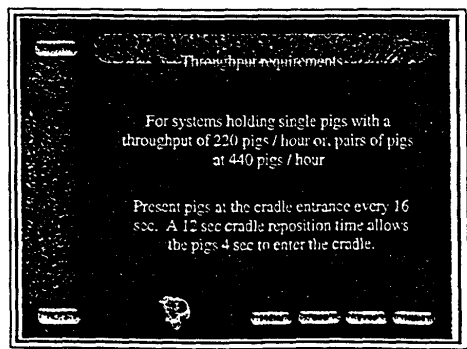 Throughput requirements
For systems holding single pigs with a
throughput of 220 pigs / hour or, pairs of pigs
at 440 pigs / hour
Present pigs at the cradle entrance every 16
sec. A 12 sec cradle reposition time allows
the pigs 4 sec to enter the cradle.